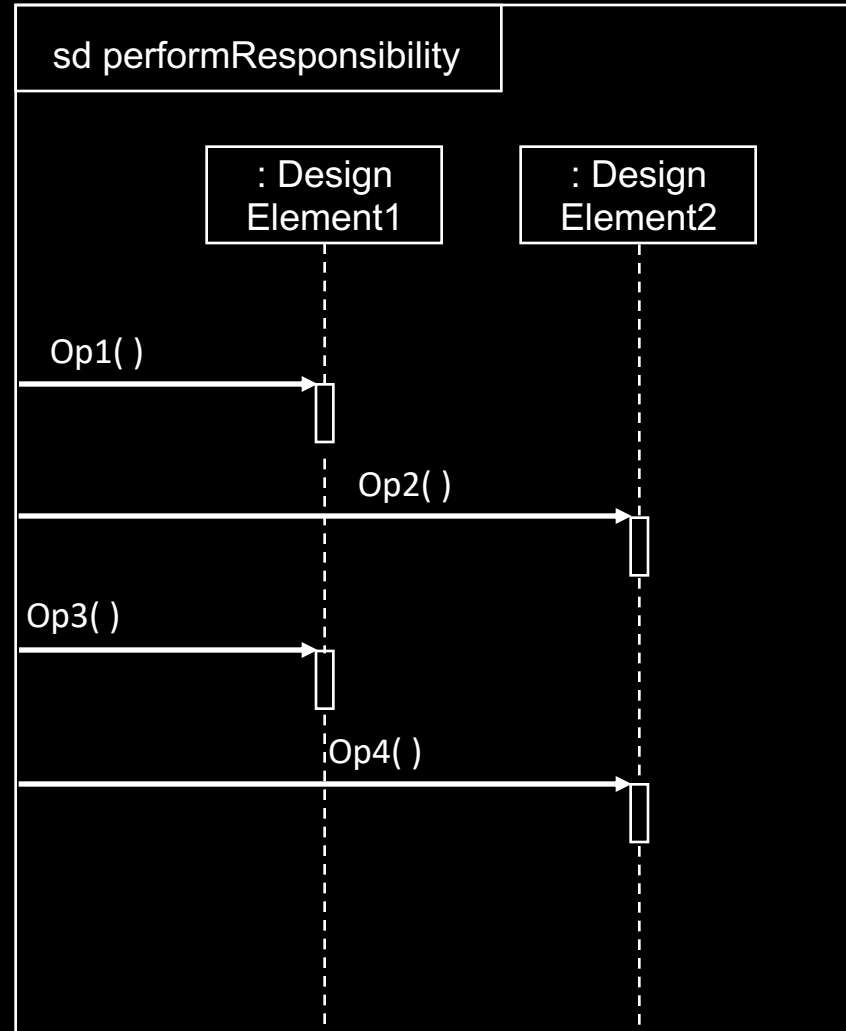 sd performResponsibility
: Design
Element1
: Design
Element2
Op1( )
Op2( )
Op3( )
Op4( )